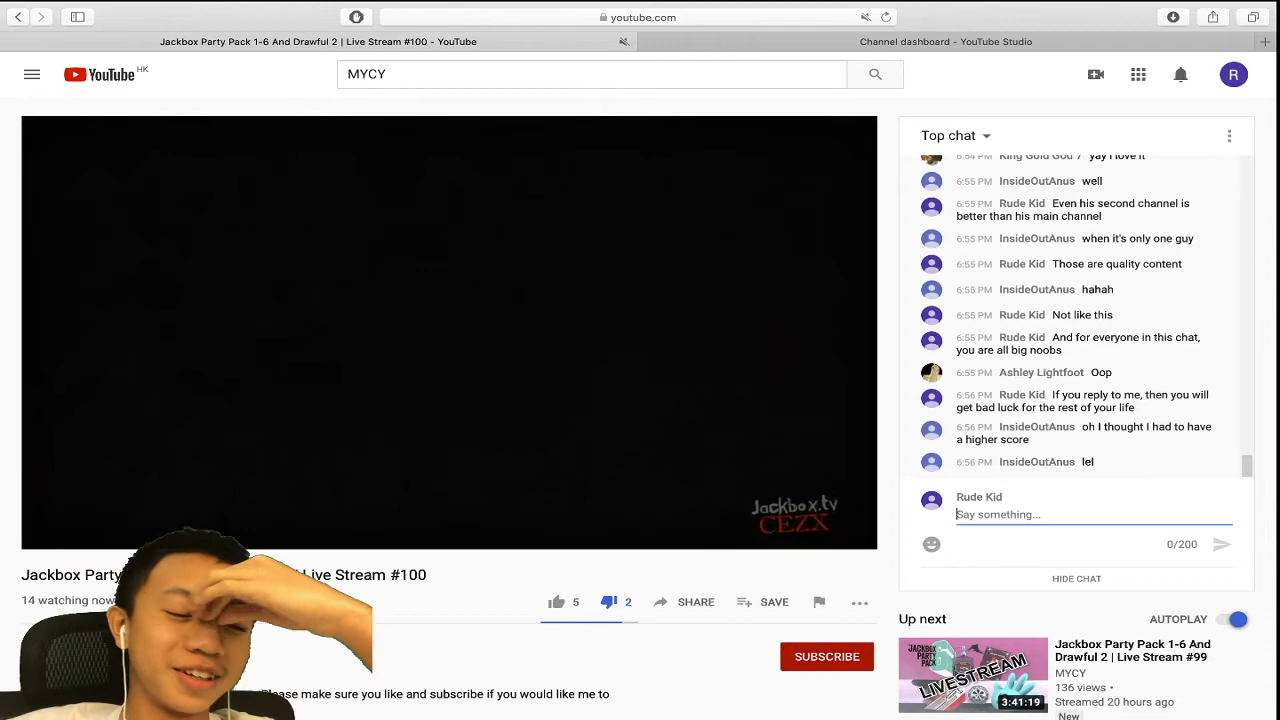 youtube.com
Jackbox Party Pack 1-6 And Drawful 2 | Live Stream #100 - YouTube
Channel dashboard - YouTube Studio
YouTube HK
MYCY
R
Top chat
6:54 PM King Gold God 7 yay I love it
6:55 PM InsideOutAnus well
6:55 PM Rude Kid Even his second channel is
better than his main channel
6:55 PM InsideOutAnus when it's only one guy
6:55 PM Rude Kid Those are quality content
6:55 PM InsideOutAnus hahah
6:55 PM Rude Kid Not like this
6:55 PM Rude Kid And for everyone in this chat,
you are all big noobs
6:55 PM Ashley Lightfoot Oop
6:56 PM Rude Kid If you reply to me, then you will
get bad luck for the rest of your life
6:56 PM InsideOutAnus oh I thought I had to have
a higher score
6:56 PM InsideOutAnus lel
Rude Kid
Say something...
0/200
HIDE CHAT
Jackbox.tv
CEZX
Jackbox Party Live Stream #100
14 watching now
5
2
SHARE
SAVE
SUBSCRIBE
Please make sure you like and subscribe if you would like me to
Up next
AUTOPLAY
JACKBOX
PARTY
PACK
LIVESTREAM
3:41:19
Jackbox Party Pack 1-6 And
Drawful 2 | Live Stream #99
MYCY
136 views •
Streamed 20 hours ago
New